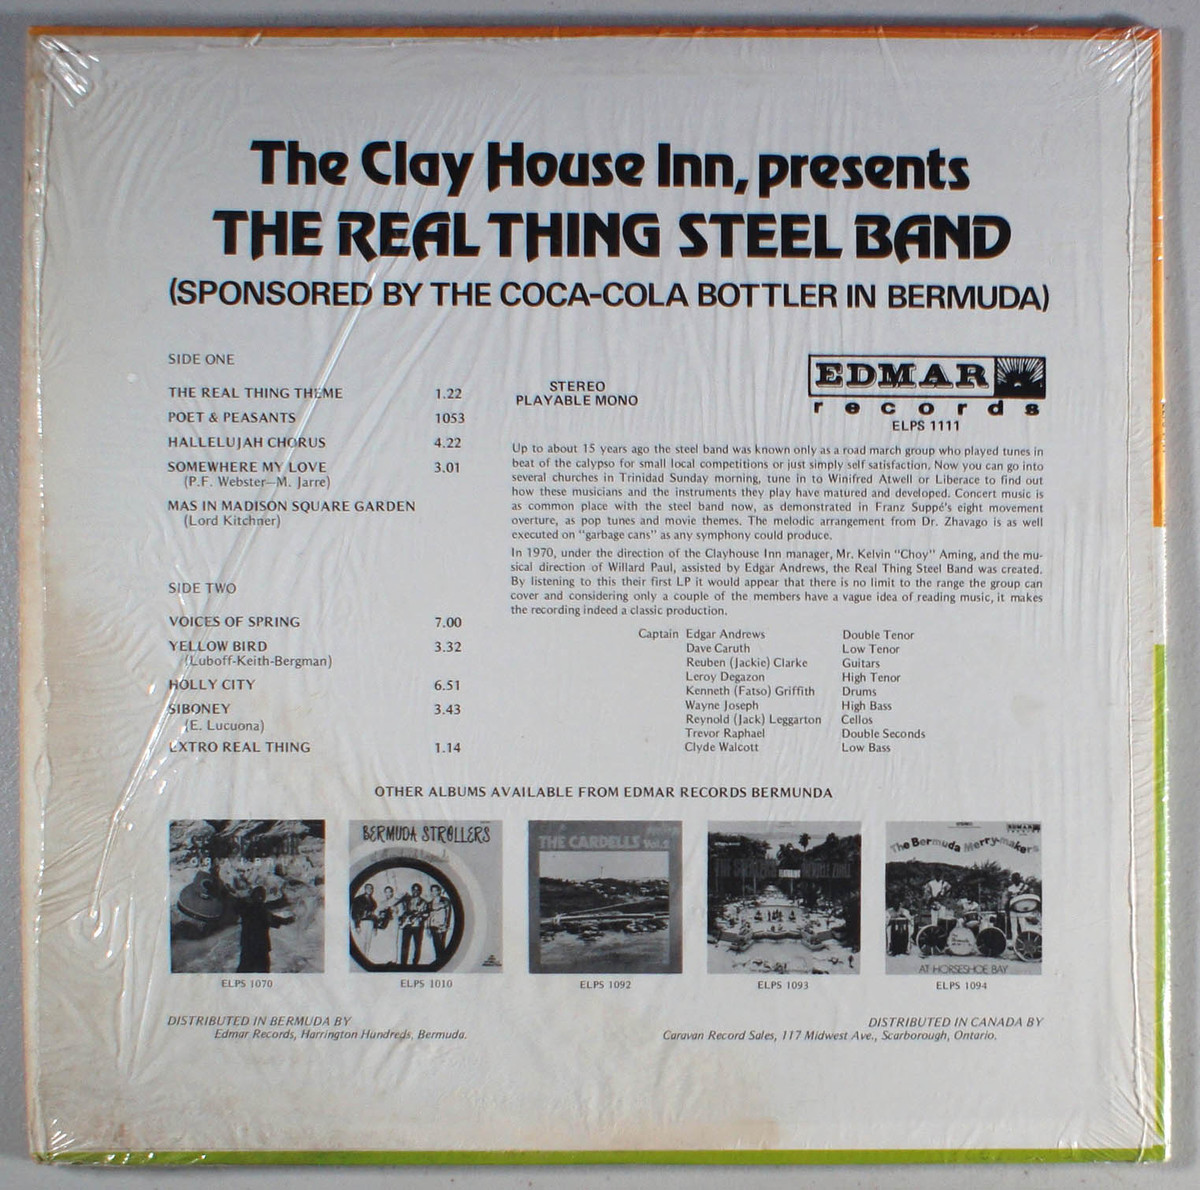 The Clay House Inn, presents
THE REAL THING STEEL BAND
(SPONSORED BY THE COCA-COLA BOTTLER IN BERMUDA)
SIDE ONE
THE REAL THING THEME 1.22
POET & PEASANTS 1053
HALLELUJAH CHORUS 4.22
SOMEWHERE MY LOVE 3.01
(P.F. Webster—M. Jarre)
MAS IN MADISON SQUARE GARDEN
(Lord Kitchner)
SIDE TWO
VOICES OF SPRING 7.00
YELLOW BIRD 3.32
(Luboff-Keith-Bergman)
HOLLY CITY 6.51
SIBONEY 3.43
(E. Lucuona)
EXTRO REAL THING 1.14
STEREO
PLAYABLE MONO
EDMAR
records
ELPS 1111
Up to about 15 years ago the steel band was known only as a road march group who played tunes in
beat of the calypso for small local competitions or just simply self satisfaction. Now you can go into
several churches in Trinidad Sunday morning, tune in to Winifred Atwell or Liberace to find out
how these musicians and the instruments they play have matured and developed. Concert music is
as common place with the steel band now, as demonstrated in Franz Suppé's eight movement
overture, as pop tunes and movie themes. The melodic arrangement from Dr. Zhavago is as well
executed on "garbage cans" as any symphony could produce.
In 1970, under the direction of the Clayhouse Inn manager, Mr. Kelvin "Choy" Aming, and the mu-
sical direction of Willard Paul, assisted by Edgar Andrews, the Real Thing Steel Band was created.
By listening to this their first LP it would appear that there is no limit to the range the group can
cover and considering only a couple of the members have a vague idea of reading music, it makes
the recording indeed a classic production.
Captain Edgar Andrews Double Tenor
Dave Caruth Low Tenor
Reuben (Jackie) Clarke Guitars
Leroy Degazon High Tenor
Kenneth (Fatso) Griffith Drums
Wayne Joseph High Bass
Reynold (Jack) Leggarton Cellos
Trevor Raphael Double Seconds
Clyde Walcott Low Bass
OTHER ALBUMS AVAILABLE FROM EDMAR RECORDS BERMUNDA
BERMUDA STROLLERS
THE CARDELLS Vol.2
The Bermuda Merry-makers
AT HORSESHOE BAY
ELPS 1070
ELPS 1010
ELPS 1092
ELPS 1093
ELPS 1094
DISTRIBUTED IN BERMUDA BY
Edmar Records, Harrington Hundreds, Bermuda.
DISTRIBUTED IN CANADA BY
Caravan Record Sales, 117 Midwest Ave., Scarborough, Ontario.